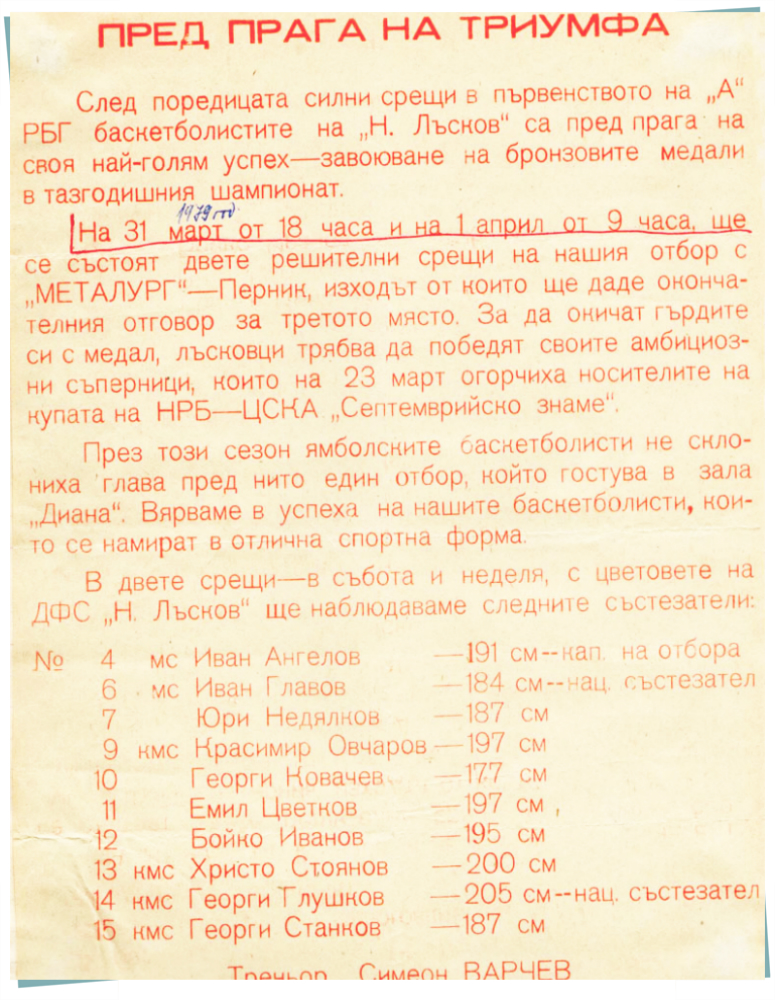 ПРЕД ПРАГА НА ТРИУМФА
След поредицата силни срещи в първенството на „А“
РБГ баскетболистите на „Н. Лъсков“ са пред прага на
своя най-голям успех—завоюване на бронзовите медали
в тазгодишния шампионат.
1979 год.
На 31 март от 18 часа и на 1 април от 9 часа, ще
се състоят двете решителни срещи на нашия отбор с
„МЕТАЛУРГ“—Перник, изходът от които ще даде оконча-
телния отговор за третото място. За да окичат гърдите
си с медал, лъсковци трябва да победят своите амбициоз-
ни съперници, които на 23 март огорчиха носителите на
купата на НРБ—ЦСКА „Септемврийско знаме“.
През този сезон ямболските баскетболисти не скло-
ниха глава пред нито един отбор, който гостува в зала
„Диана“. Вярваме в успеха на нашите баскетболисти, кои-
то се намират в отлична спортна форма.
В двете срещи—в събота и неделя, с цветовете на
ДФС „Н. Лъсков“ ще наблюдаваме следните състезатели:
№ 4 мс Иван Ангелов —191 см--кап. на отбора
6 мс Иван Главов —184 см--нац. състезател
7 Юри Недялков —187 см
9 кмс Красимир Овчаров —197 см
10 Георги Ковачев —177 см
11 Емил Цветков —197 см ,
12 Бойко Иванов —195 см
13 кмс Христо Стоянов —200 см
14 кмс Георги Глушков —205 см--нац. състезател
15 кмс Георги Станков —187 см
Треньор Симеон ВАРЧЕВ